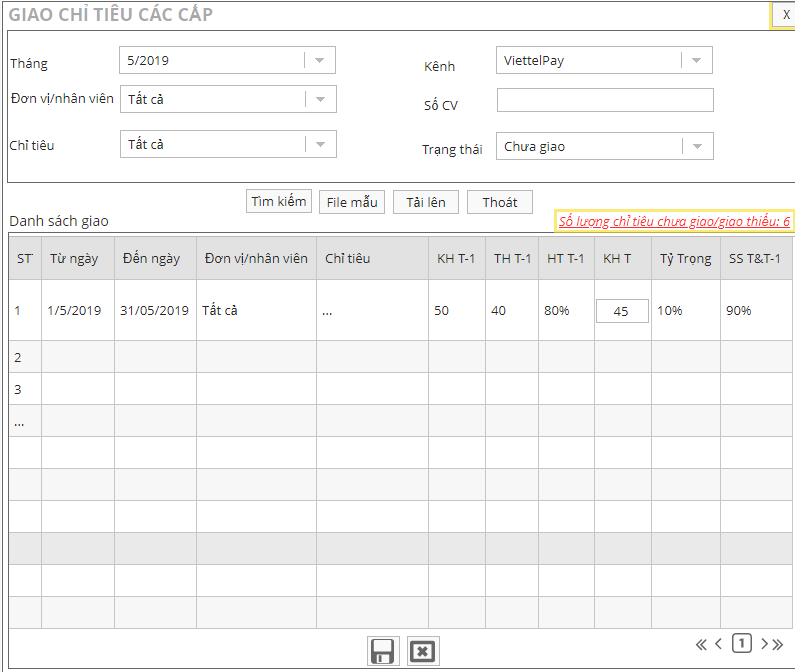 GIAO CHỈ TIÊU CÁC CẤP X
Tháng 5/2019 Kênh ViettelPay
Đơn vị/nhân viên Tất cả Số CV
Chỉ tiêu Tất cả Trạng thái Chưa giao
Tìm kiếm File mẫu Tải lên Thoát
Danh sách giao Số lượng chỉ tiêu chưa giao/giao thiếu: 6
ST Từ ngày Đến ngày Đơn vị/nhân viên Chỉ tiêu KH T-1 TH T-1 HT T-1 KH T Tỷ Trọng SS T&T-1
1 1/5/2019 31/05/2019 Tất cả ... 50 40 80% 45 10% 90%
2
3
...
« ‹ 1 › »